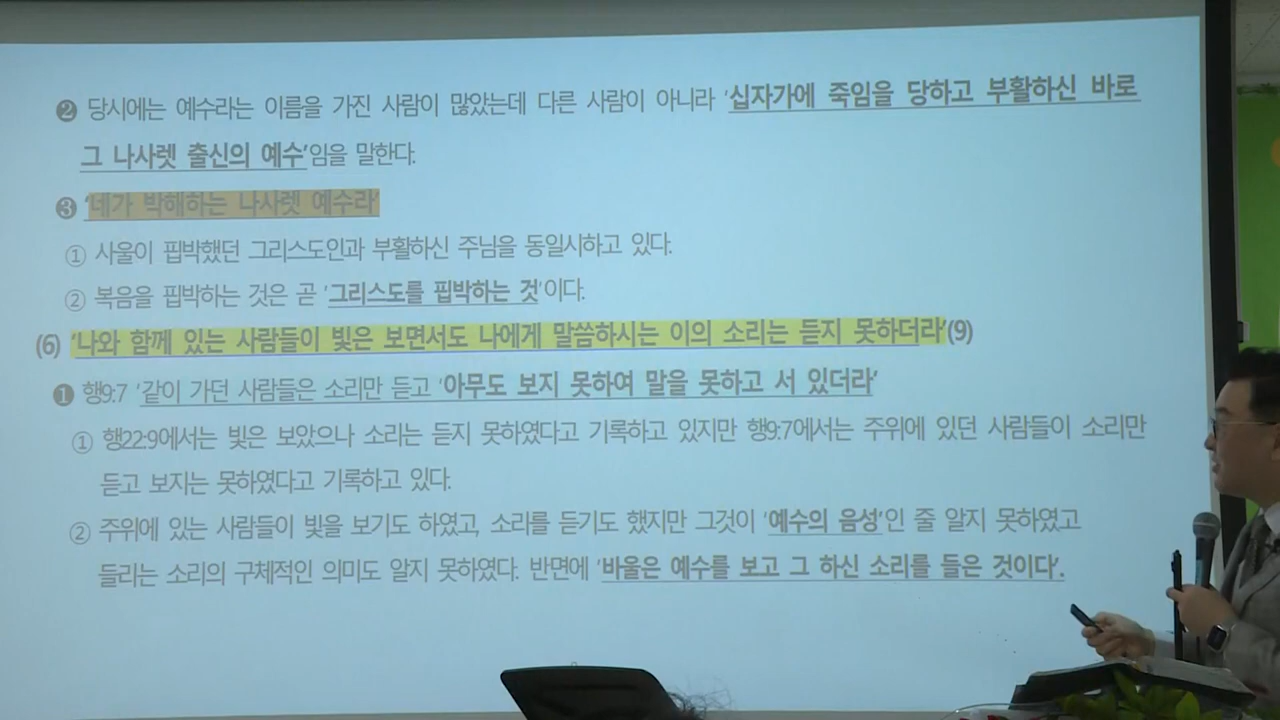 ❷ 당시에는 예수라는 이름을 가진 사람이 많았는데 다른 사람이 아니라 '십자가에 죽임을 당하고 부활하신 바로
그 나사렛 출신의 예수'임을 말한다.
❸ '네가 박해하는 나사렛 예수라'
① 사울이 핍박했던 그리스도인과 부활하신 주님을 동일시하고 있다.
② 복음을 핍박하는 것은 곧 '그리스도를 핍박하는 것'이다.
(6) '나와 함께 있는 사람들이 빛은 보면서도 나에게 말씀하시는 이의 소리는 듣지 못하더라'(9)
❶ 행9:7 '같이 가던 사람들은 소리만 듣고 '아무도 보지 못하여 말을 못하고 서 있더라'
① 행22:9에서는 빛은 보았으나 소리는 듣지 못하였다고 기록하고 있지만 행9:7에서는 주위에 있던 사람들이 소리만
듣고 보지는 못하였다고 기록하고 있다.
② 주위에 있는 사람들이 빛을 보기도 하였고, 소리를 듣기도 했지만 그것이 '예수의 음성'인 줄 알지 못하였고
들리는 소리의 구체적인 의미도 알지 못하였다. 반면에 '바울은 예수를 보고 그 하신 소리를 들은 것이다'.